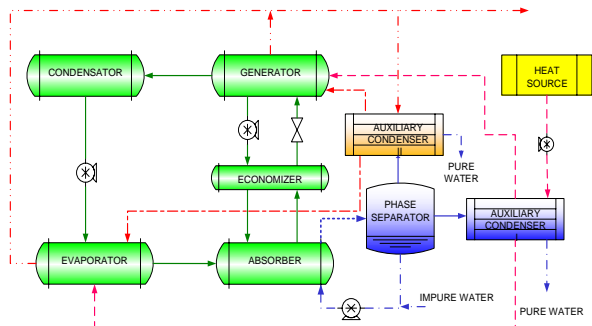 CONDENSATOR
GENERATOR
HEAT
SOURCE
AUXILIARY
CONDENSER
PURE
WATER
ECONOMIZER
PHASE
SEPARATOR
AUXILIARY
CONDENSER
EVAPORATOR
ABSORBER
IMPURE WATER
PURE WATER